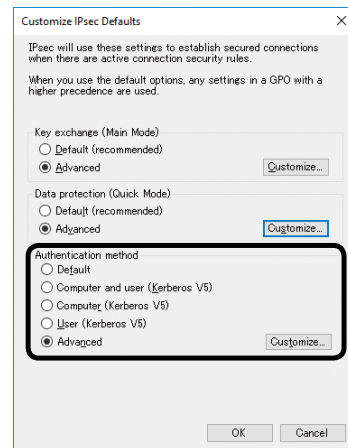 Customize IPsec Defaults
IPsec will use these settings to establish secured connections
when there are active connection security rules.
When you use the default options, any settings in a GPO with a
higher precedence are used.
Key exchange (Main Mode)
Default (recommended)
Advanced
Customize...
Data protection (Quick Mode)
Default (recommended)
Advanced
Customize...
Authentication method
Default
Computer and user (Kerberos V5)
Computer (Kerberos V5)
User (Kerberos V5)
Advanced
Customize...
OK
Cancel